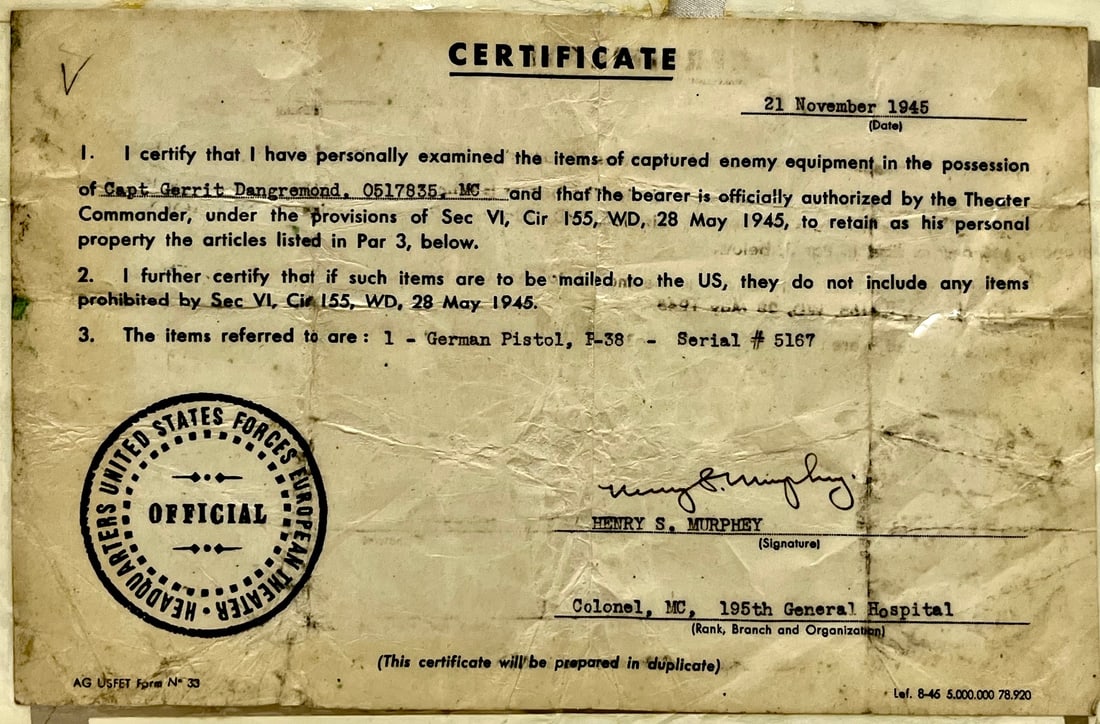 CERTIFICATE
21 November 1945
(Date)
1. I certify that I have personally examined the items of captured enemy equipment in the possession
of Capt Gerrit Dangremond, 0517835, MC and that the bearer is officially authorized by the Theater
Commander, under the provisions of Sec VI, Cir 155, WD, 28 May 1945, to retain as his personal
property the articles listed in Par 3, below.
2. I further certify that if such items are to be mailed to the US, they do not include any items
prohibited by Sec VI, Cir 155, WD, 28 May 1945.
3. The items referred to are: 1 - German Pistol, P-38 - Serial # 5167
HEADQUARTERS UNITED STATES FORCES EUROPEAN THEATER •
OFFICIAL
Henry S. Murphey
HENRY S. MURPHEY
(Signature)
Colonel, MC, 195th General Hospital
(Rank, Branch and Organization)
(This certificate will be prepared in duplicate)
AG USFET Form No 33
Lef. 8-45 5.000.000 78.920